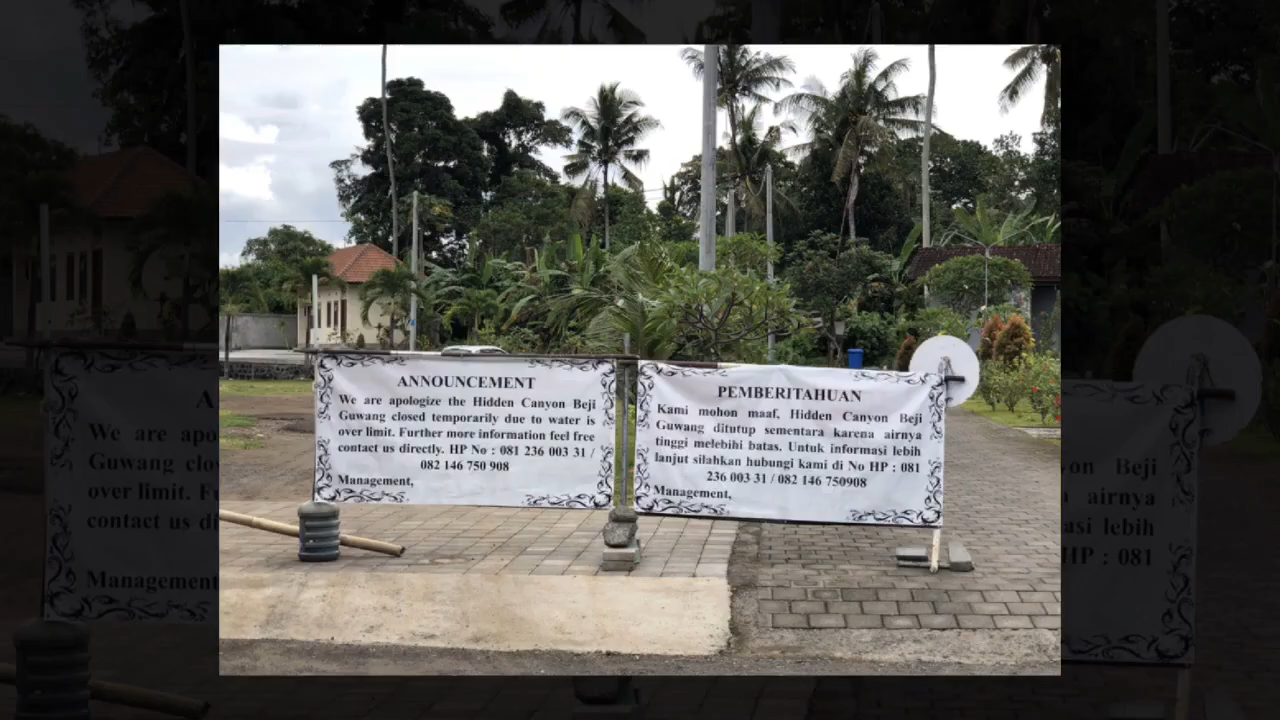 ANNOUNCEMENT
We are apologize the Hidden Canyon Beji
Guwang closed temporarily due to water is
over limit. Further more information feel free
contact us directly. HP No : 081 236 003 31 /
082 146 750 908
Management,
PEMBERITAHUAN
Kami mohon maaf, Hidden Canyon Beji
Guwang ditutup sementara karena airnya
tinggi melebihi batas. Untuk informasi lebih
lanjut silahkan hubungi kami di No HP : 081
236 003 31 / 082 146 750908
Management,